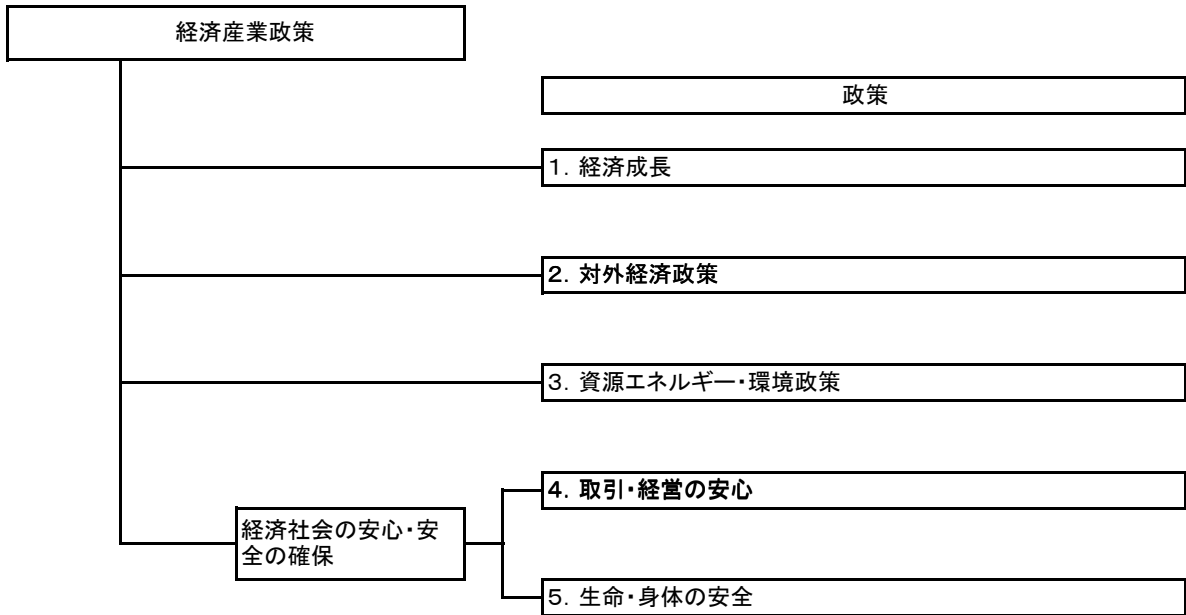 経済産業政策
政策
1．経済成長
2．対外経済政策
3．資源エネルギー・環境政策
4．取引・経営の安心
経済社会の安心・安
全の確保
5．生命・身体の安全